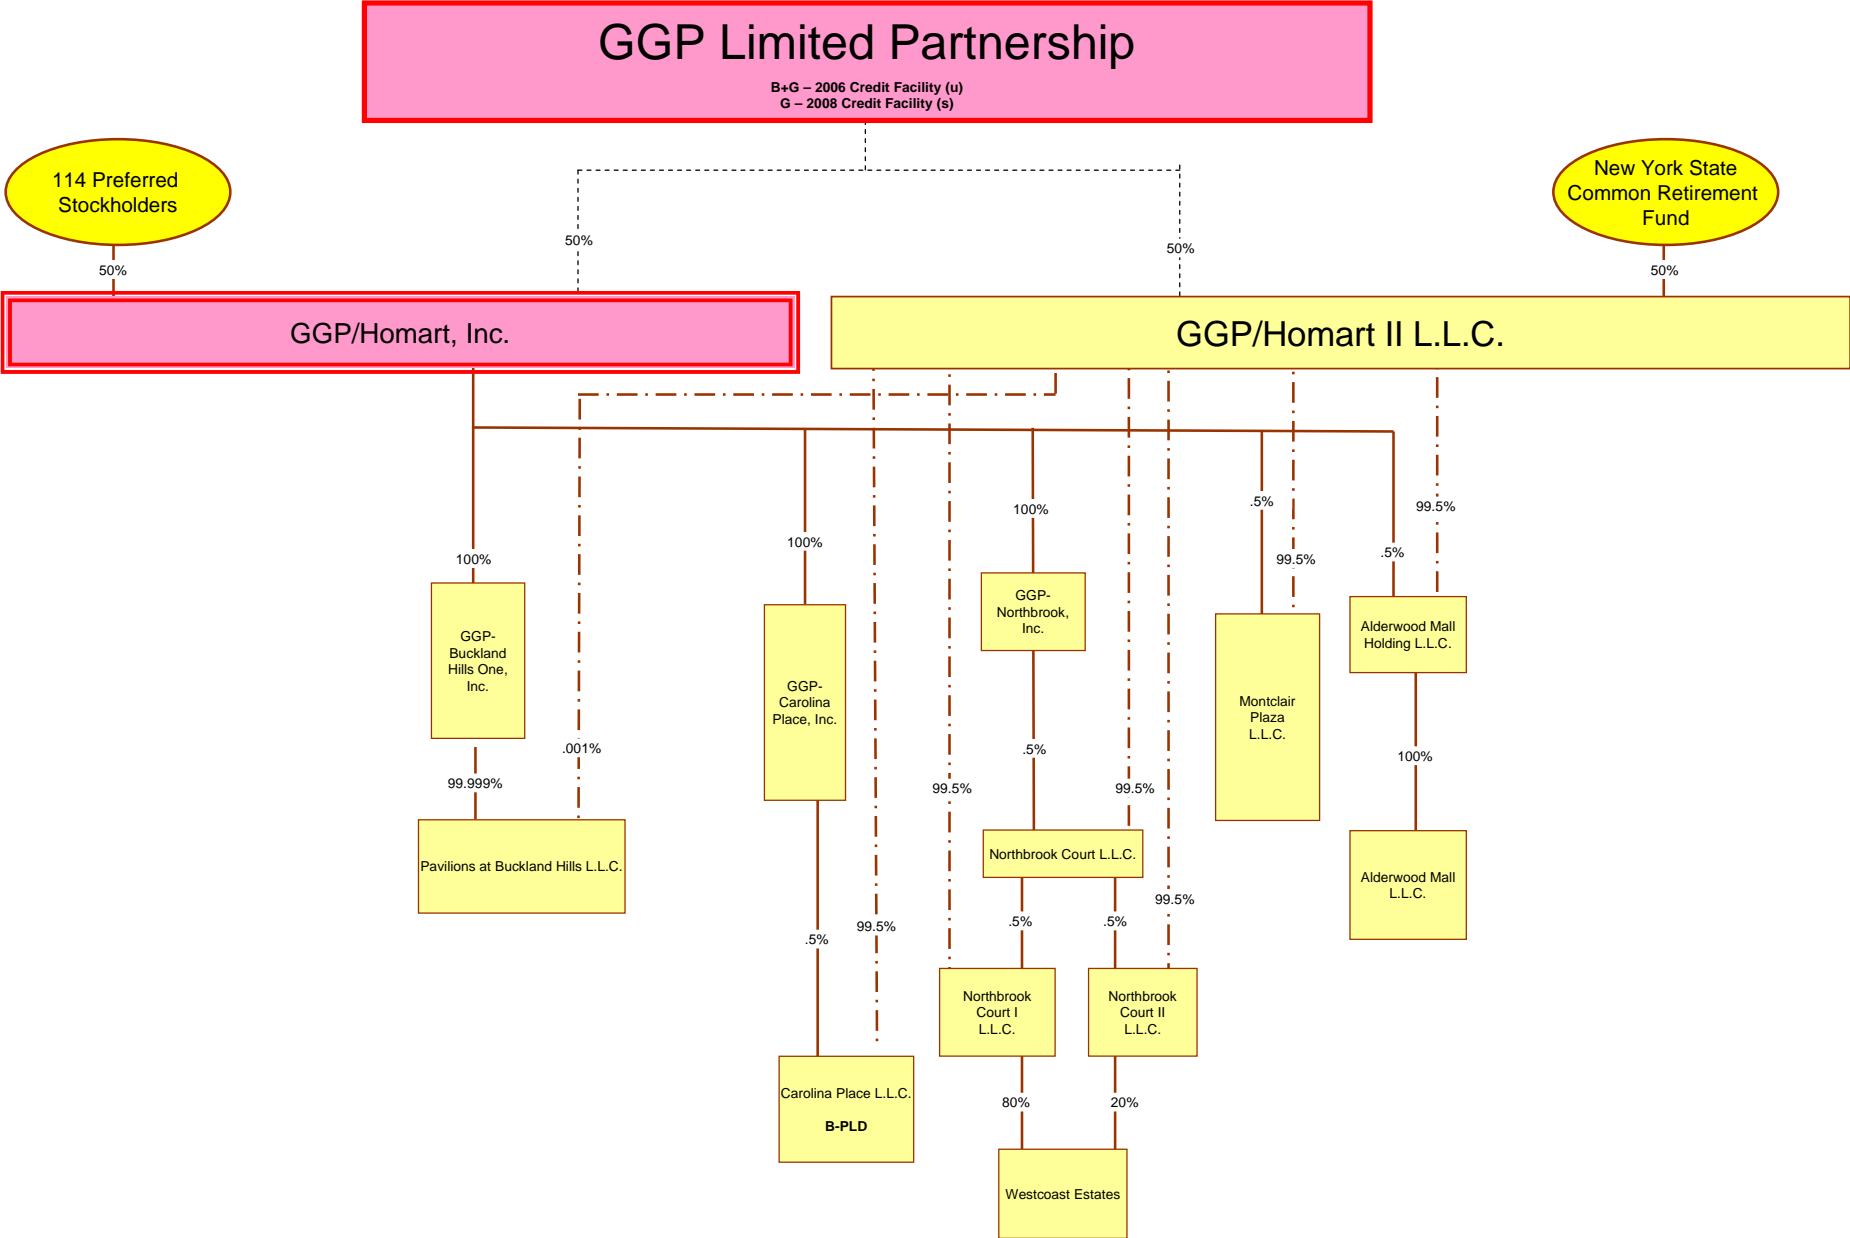 GGP Limited Partnership
B+G – 2006 Credit Facility (u)
G – 2008 Credit Facility (s)
114 Preferred
Stockholders
New York State
Common Retirement
Fund
50%
50%
50%
50%
GGP/Homart, Inc.
GGP/Homart II L.L.C.
100%
100%
100%
.5%
99.5%
.5%
99.5%
GGP-
Buckland
Hills One,
Inc.
GGP-
Carolina
Place, Inc.
GGP-
Northbrook,
Inc.
Montclair
Plaza
L.L.C.
Alderwood Mall
Holding L.L.C.
99.999%
.001%
.5%
99.5%
99.5%
100%
Pavilions at Buckland Hills L.L.C.
Northbrook Court L.L.C.
Alderwood Mall
L.L.C.
.5%
99.5%
.5%
.5%
99.5%
Northbrook
Court I
L.L.C.
Northbrook
Court II
L.L.C.
Carolina Place L.L.C.
B-PLD
80%
20%
Westcoast Estates